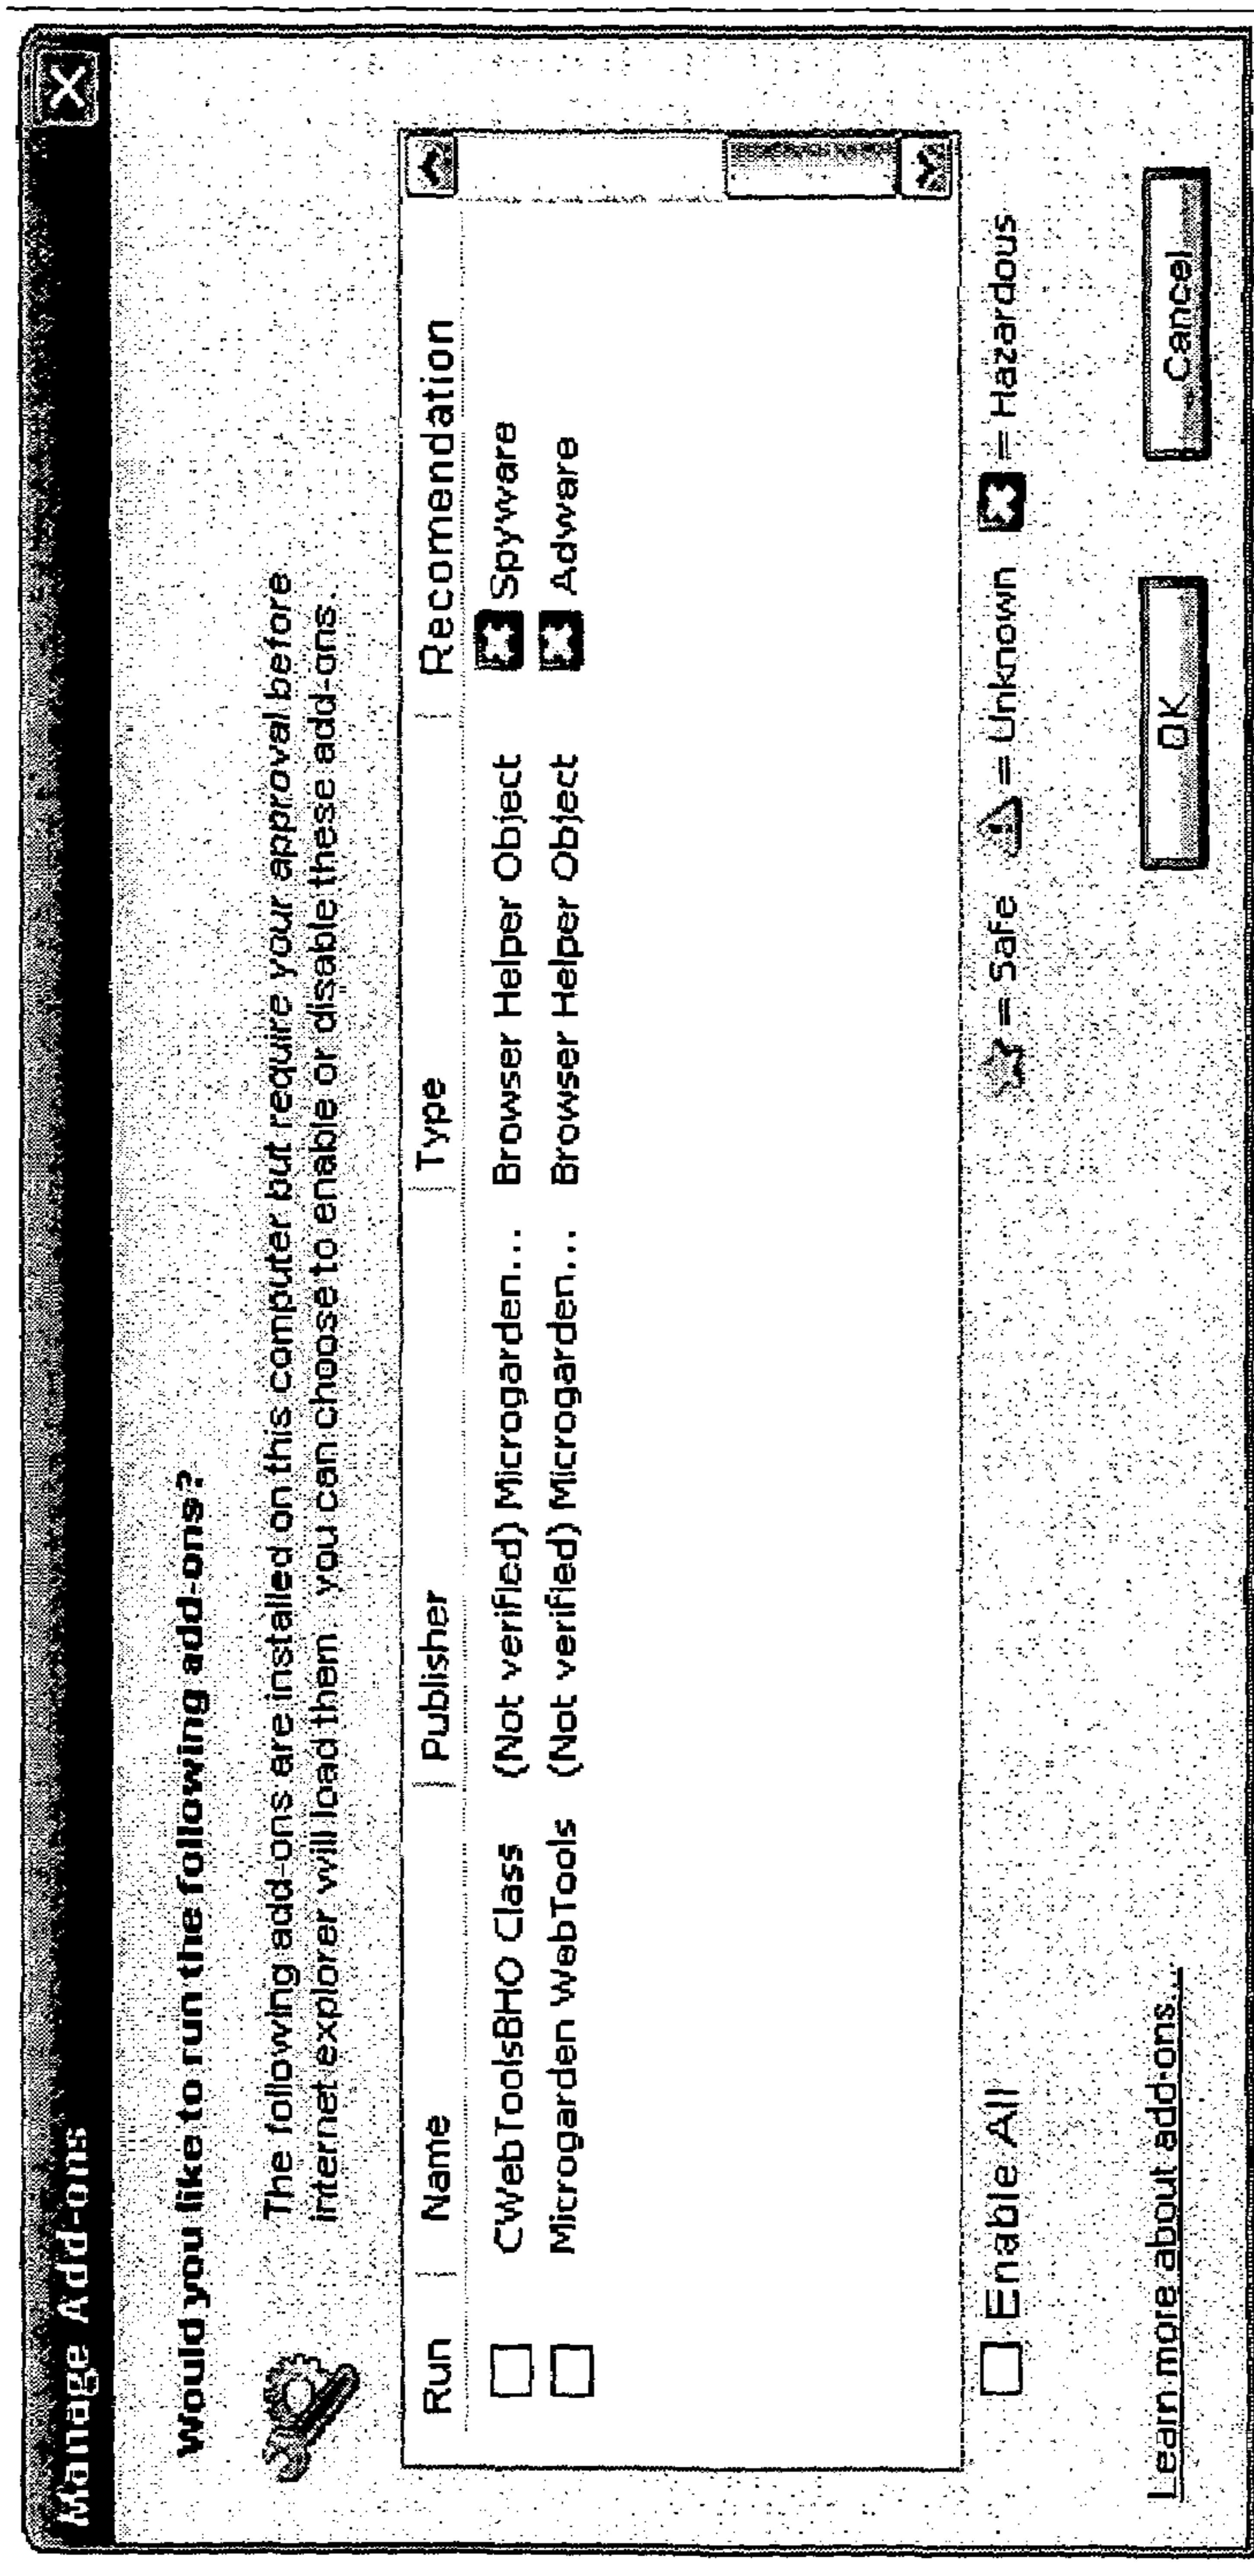 Manage Add-ons
Would you like to run the following add-ons?
The following add-ons are installed on this computer but require your approval before
internet explorer will load them you can choose to enable or disable these add-ons.
Run Name Publisher Type Recomendation
CWebToolsBHO Class (Not verified) Microgarden... Browser Helper Object Spyware
Microgarden WebTools (Not verified) Microgarden... Browser Helper Object Adware
Enable All = Safe = Unknown = Hazardous
Learn more about add-ons... OK Cancel